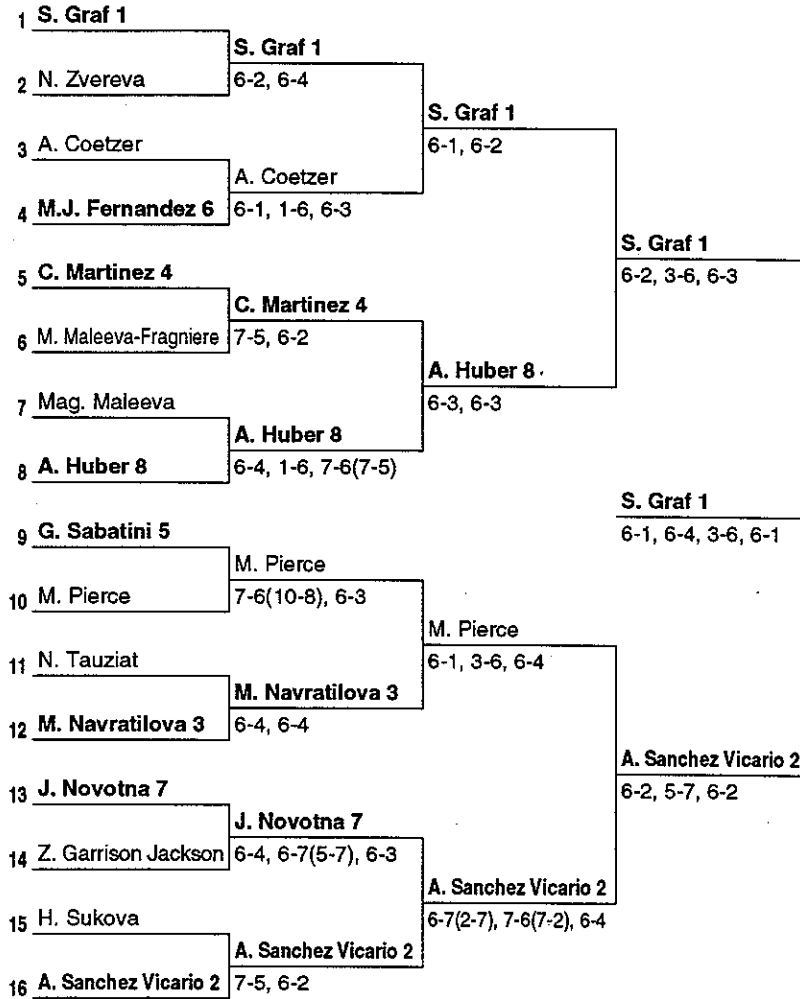 1 S. Graf 1
S. Graf 1
2 N. Zvereva
6-2, 6-4
S. Graf 1
6-1, 6-2
3 A. Coetzer
A. Coetzer
4 M.J. Fernandez 6
6-1, 1-6, 6-3
S. Graf 1
6-2, 3-6, 6-3
5 C. Martinez 4
C. Martinez 4
6 M. Maleeva-Fragniere
7-5, 6-2
A. Huber 8
6-3, 6-3
7 Mag. Maleeva
A. Huber 8
8 A. Huber 8
6-4, 1-6, 7-6(7-5)
S. Graf 1
6-1, 6-4, 3-6, 6-1
9 G. Sabatini 5
M. Pierce
10 M. Pierce
7-6(10-8), 6-3
M. Pierce
6-1, 3-6, 6-4
11 N. Tauziat
M. Navratilova 3
12 M. Navratilova 3
6-4, 6-4
A. Sanchez Vicario 2
6-2, 5-7, 6-2
13 J. Novotna 7
J. Novotna 7
14 Z. Garrison Jackson
6-4, 6-7(5-7), 6-3
A. Sanchez Vicario 2
6-7(2-7), 7-6(7-2), 6-4
15 H. Sukova
A. Sanchez Vicario 2
16 A. Sanchez Vicario 2
7-5, 6-2